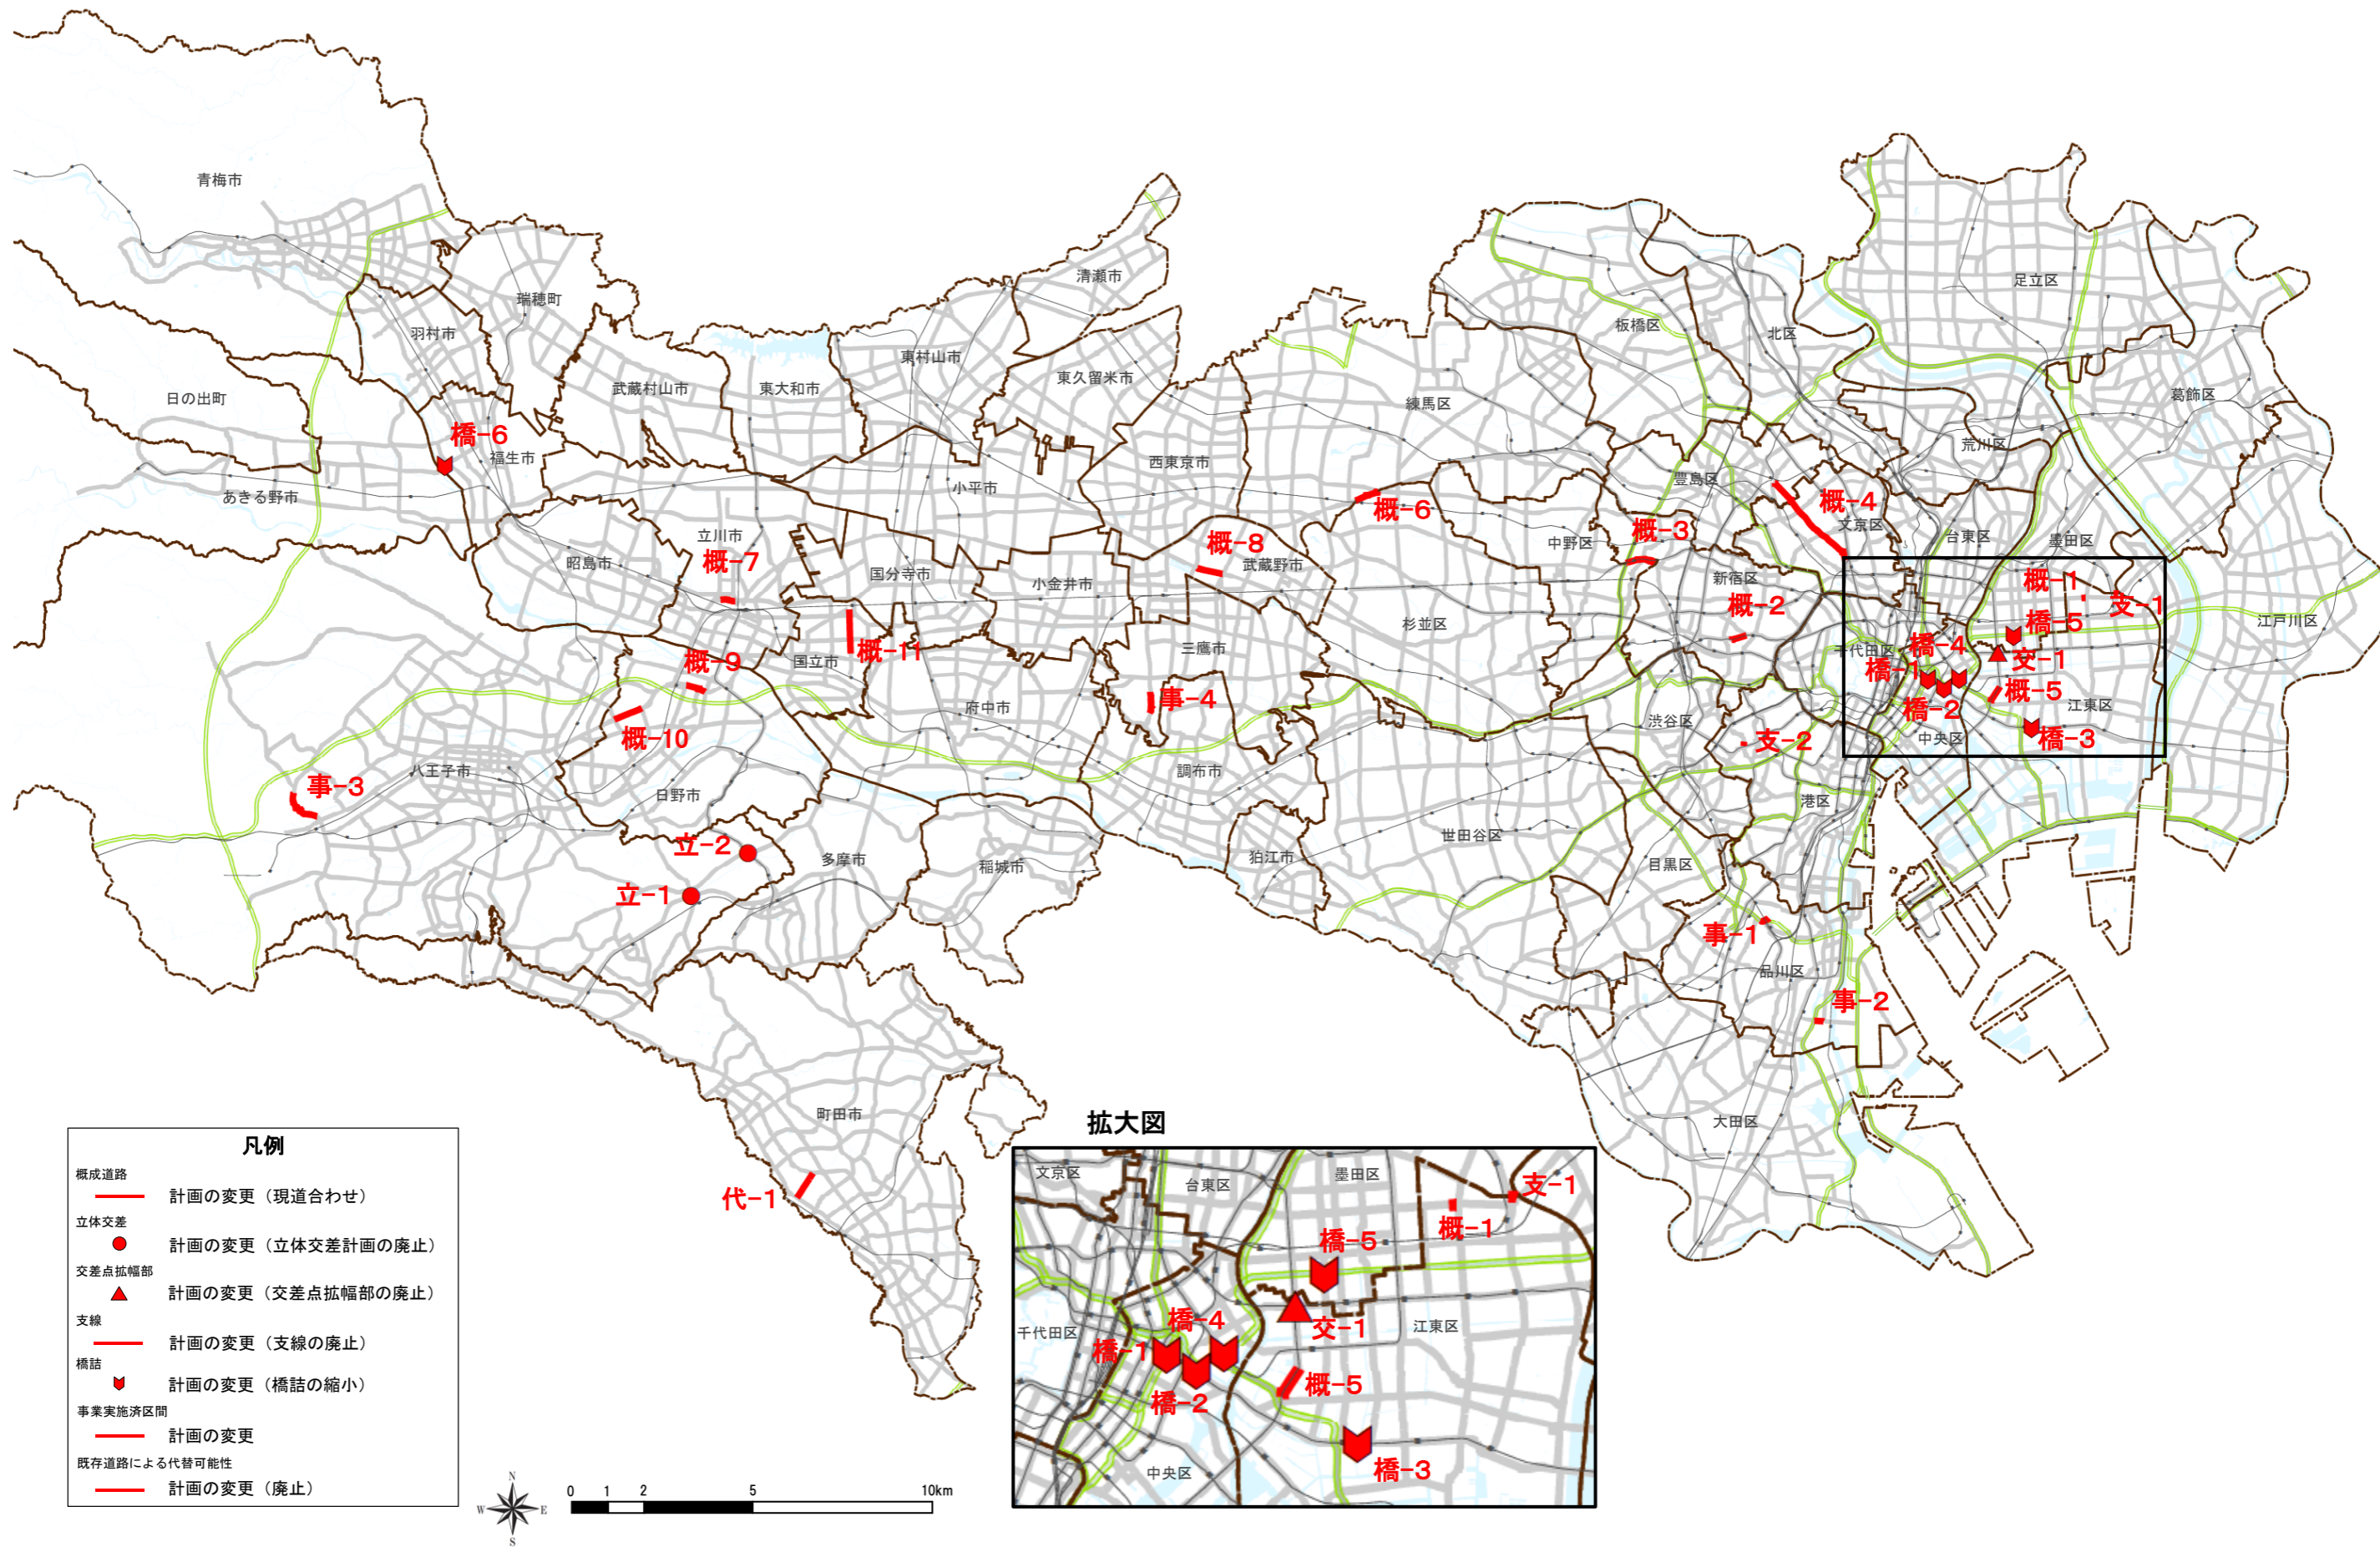 青梅市
瑞穂町
羽村市
日の出町
武蔵村山市
東大和市
東村山市
清瀬市
東久留米市
橋-6
福生市
あきる野市
昭島市
立川市
概-7
小平市
国分寺市
小金井市
西東京市
概-8
武蔵野市
練馬区
概-6
板橋区
北区
足立区
葛飾区
荒川区
豊島区
概-4
文京区
概-3
中野区
新宿区
概-2
台東区
墨田区
概-1
支-1
橋-5
江戸川区
橋-4
千代田区
橋-1
交-1
概-5
橋-2
江東区
中央区
橋-3
杉並区
三鷹市
事-4
国立市
概-11
概-9
概-10
府中市
調布市
渋谷区
支-2
港区
八王子市
事-3
日野市
立-2
立-1
多摩市
稲城市
狛江市
世田谷区
目黒区
事-1
品川区
事-2
大田区
町田市
代-1
凡例
概成道路
計画の変更（現道合わせ）
立体交差
計画の変更（立体交差計画の廃止）
交差点拡幅部
計画の変更（交差点拡幅部の廃止）
支線
計画の変更（支線の廃止）
橋詰
計画の変更（橋詰の縮小）
事業実施済区間
計画の変更
既存道路による代替可能性
計画の変更（廃止）
N
W E
S
0 1 2 5 10km
拡大図
文京区
台東区
墨田区
支-1
概-1
橋-5
橋-4
千代田区
橋-1
交-1
江東区
橋-2
概-5
中央区
橋-3